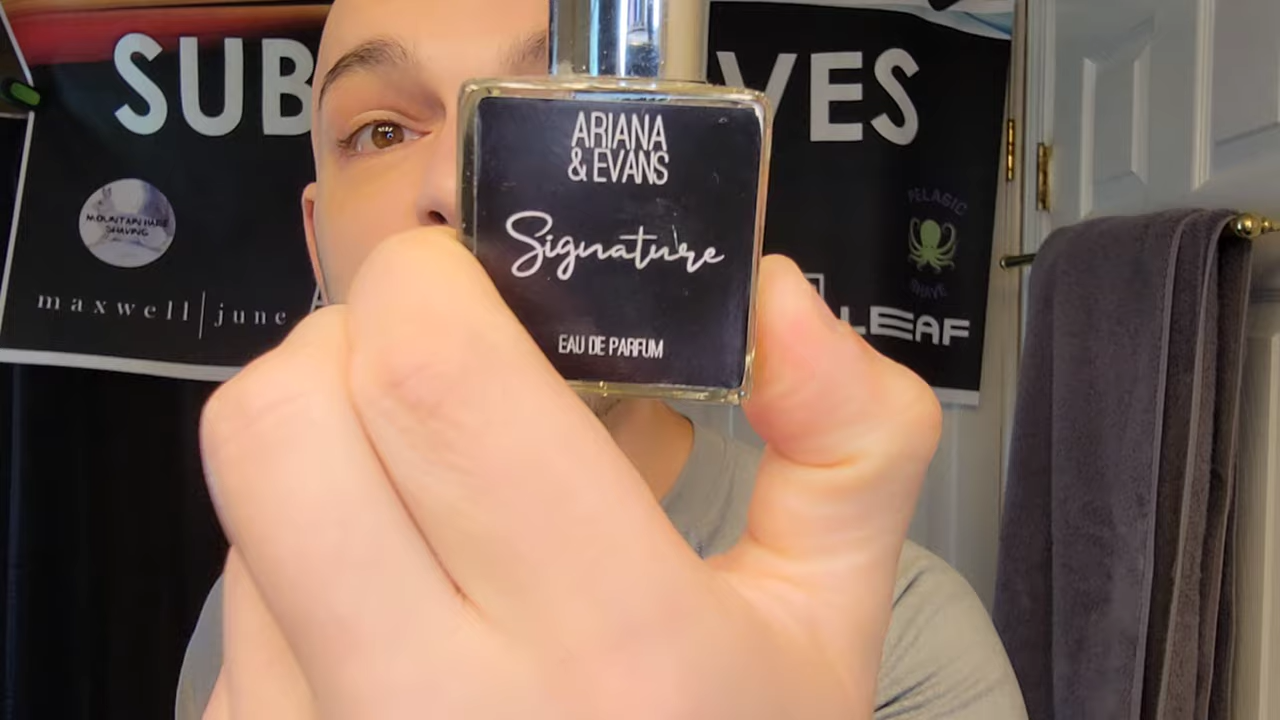 SUB
VES
MOUNTAIN HARE
SHAVING
maxwell | june
PELAGIC
SHAVE
LEAF
ARIANA
& EVANS
Signature
EAU DE PARFUM